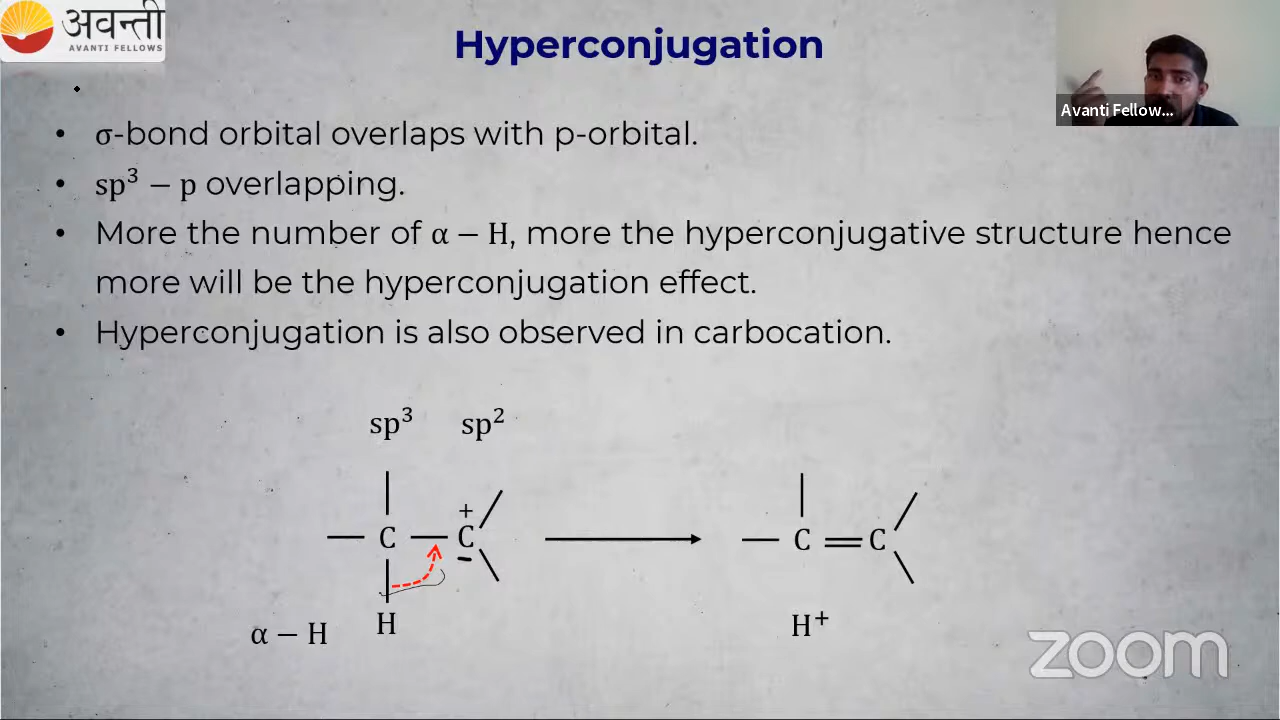 अवन्ती
AVANTI FELLOWS
Hyperconjugation
Avanti Fellow...
• σ-bond orbital overlaps with p-orbital.
• sp³ − p overlapping.
• More the number of α − H, more the hyperconjugative structure hence
more will be the hyperconjugation effect.
• Hyperconjugation is also observed in carbocation.
sp³ sp²
+
C C C C
H H⁺
α − H
zoom